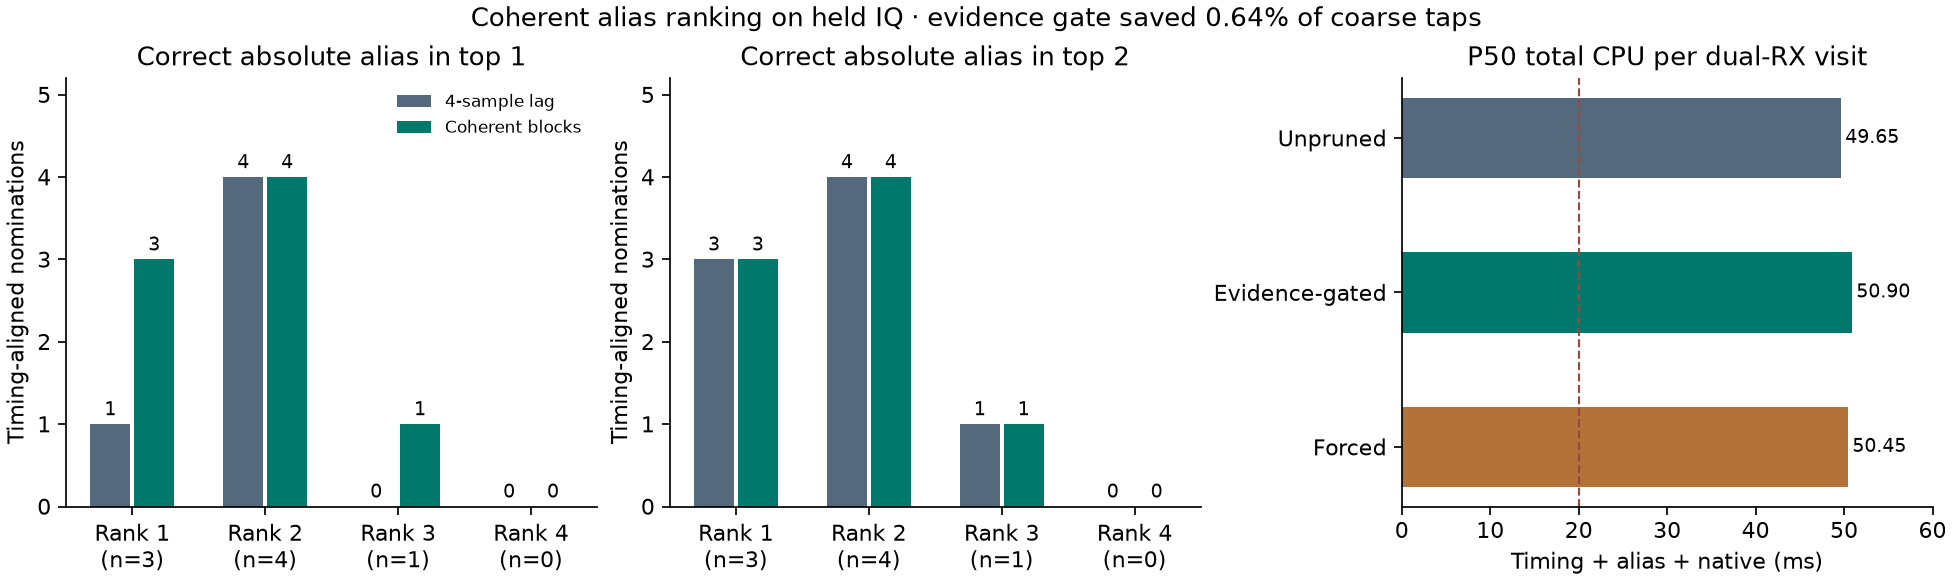 Coherent alias ranking on held IQ · evidence gate saved 0.64% of coarse taps
Correct absolute alias in top 1
Timing-aligned nominations
5
4
3
2
1
0
4-sample lag
Coherent blocks
1
3
4
4
0
1
0
0
Rank 1
(n=3)
Rank 2
(n=4)
Rank 3
(n=1)
Rank 4
(n=0)
Correct absolute alias in top 2
Timing-aligned nominations
5
4
3
2
1
0
3
3
4
4
1
1
0
0
Rank 1
(n=3)
Rank 2
(n=4)
Rank 3
(n=1)
Rank 4
(n=0)
P50 total CPU per dual-RX visit
Unpruned
49.65
Evidence-gated
50.90
Forced
50.45
0
10
20
30
40
50
60
Timing + alias + native (ms)